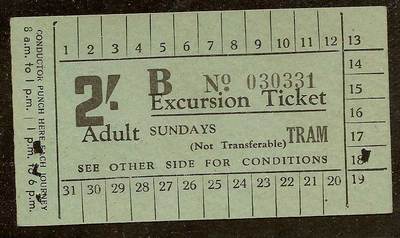 1 2 3 4 5 6 7 8 9 10 11 12 13
14
15
16
17
18
31 30 29 28 27 26 25 24 23 22 21 20 19
B No 030331
2/- Excursion Ticket
Adult SUNDAYS (Not Transferable) TRAM
SEE OTHER SIDE FOR CONDITIONS
CONDUCTOR PUNCH HERE EACH JOURNEY
8 a.m. to 1 p.m. 1 p.m. to 6 p.m.